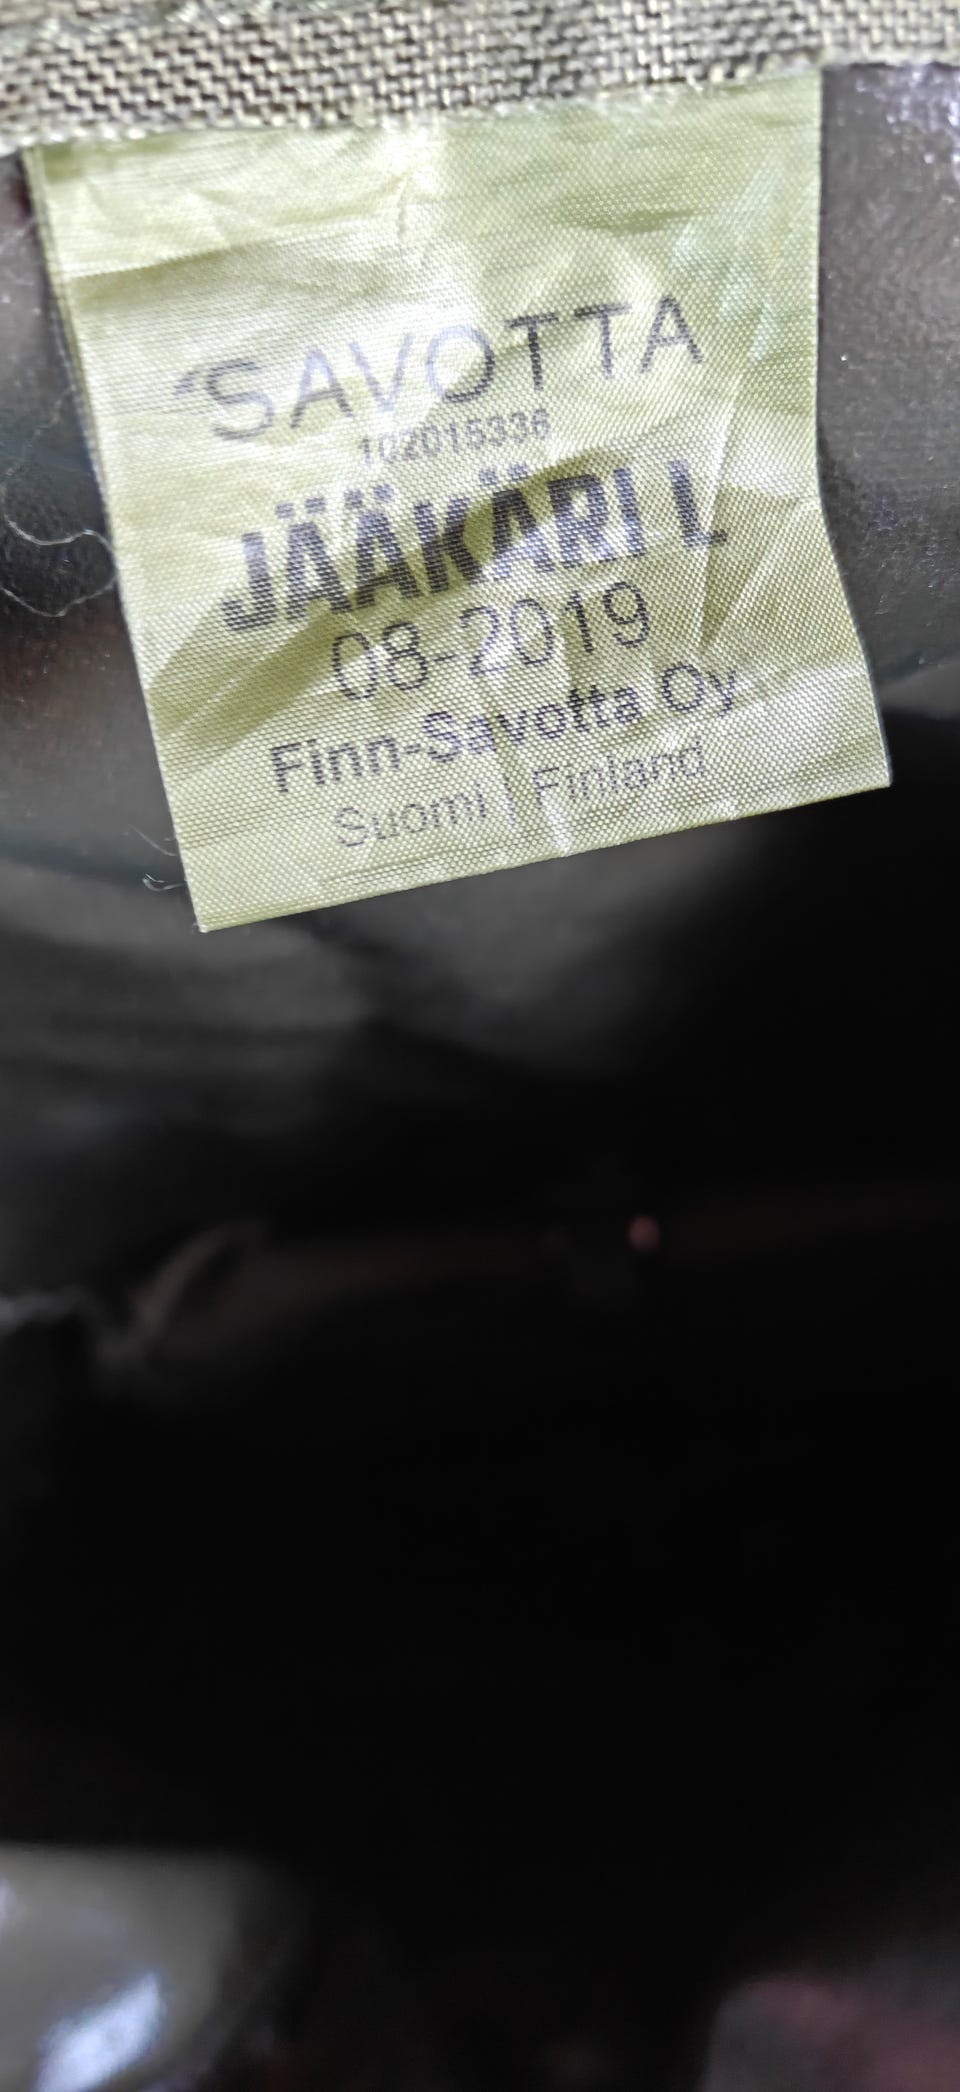 SAVOTTA
102015336
JÄÄKÄRI L
08-2019
Finn-Savotta Oy
Suomi | Finland